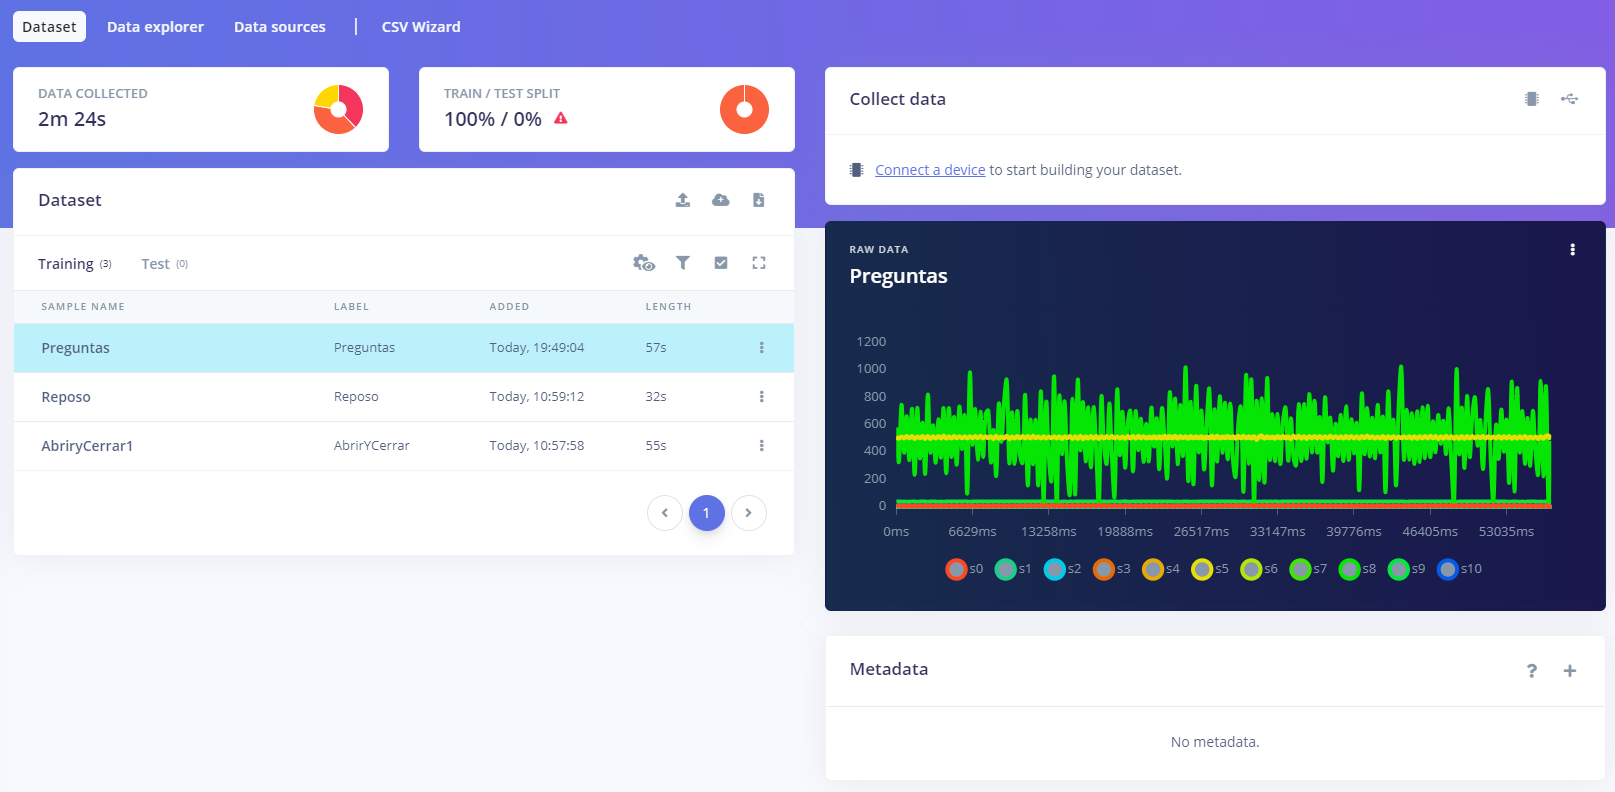 Dataset Data explorer Data sources | CSV Wizard
DATA COLLECTED
2m 24s
TRAIN / TEST SPLIT
100% / 0%
Dataset
Training (3) Test (0)
SAMPLE NAME LABEL ADDED LENGTH
Preguntas Preguntas Today, 19:49:04 57s
Reposo Reposo Today, 10:59:12 32s
AbriryCerrar1 AbrirYCerrar Today, 10:57:58 55s
1
Collect data
Connect a device to start building your dataset.
RAW DATA
Preguntas
1200
1000
800
600
400
200
0
0ms 6629ms 13258ms 19888ms 26517ms 33147ms 39776ms 46405ms 53035ms
s0 s1 s2 s3 s4 s5 s6 s7 s8 s9 s10
Metadata
?
No metadata.